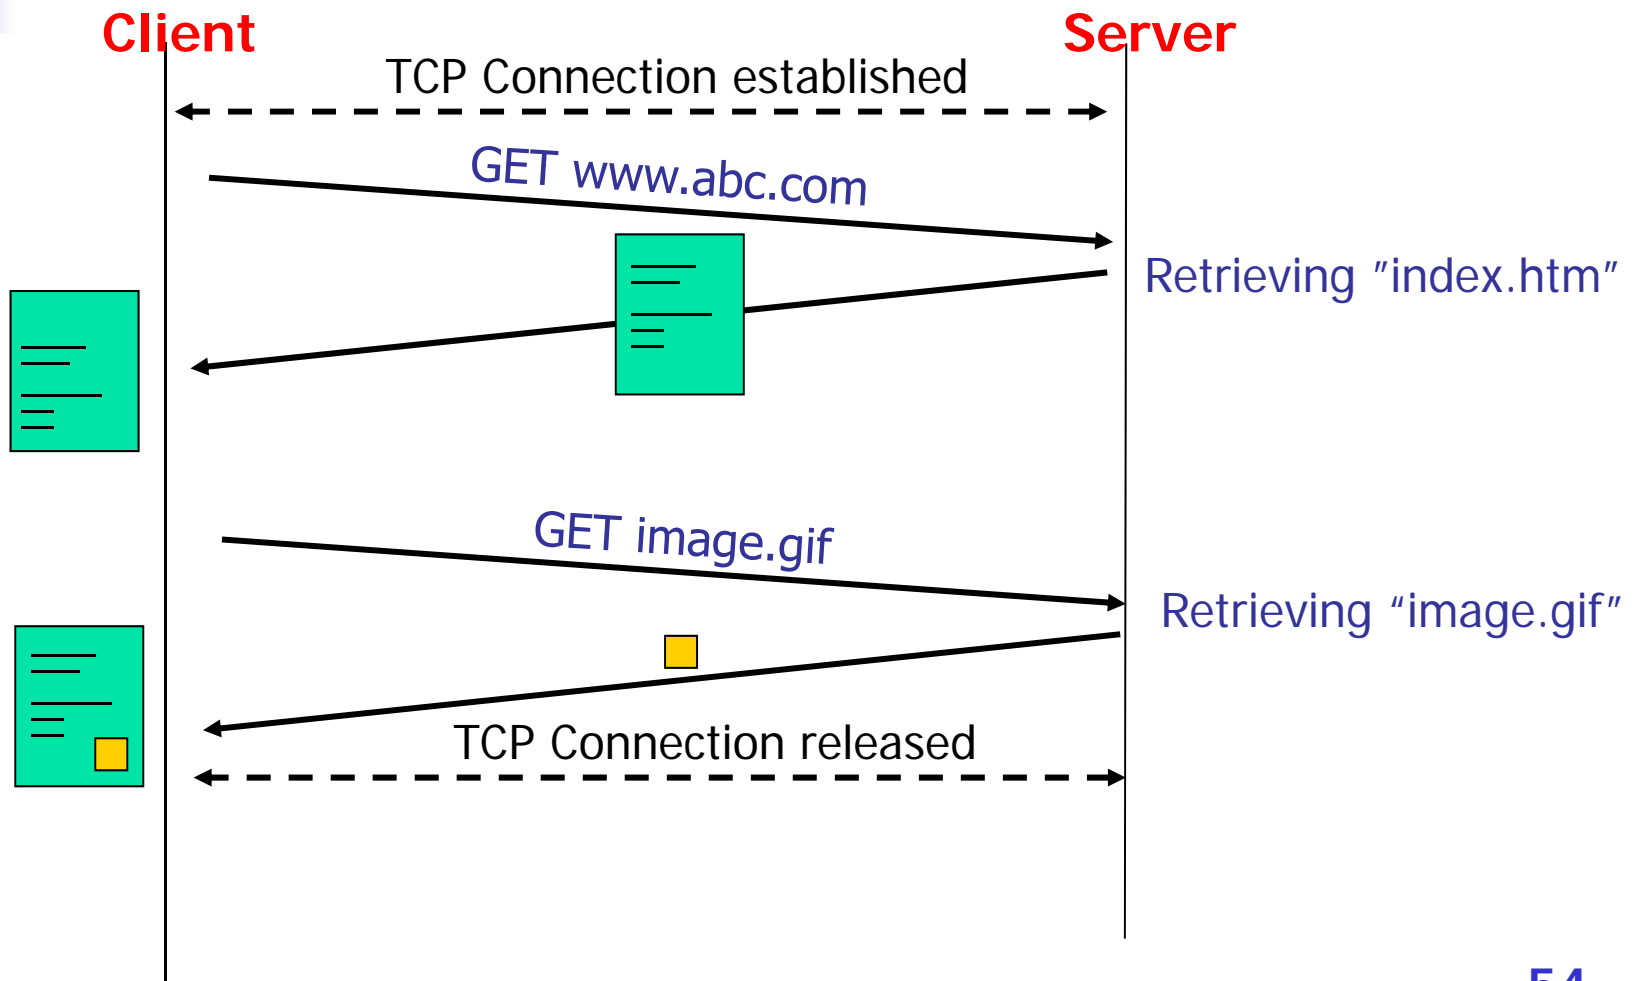 Client
Server
TCP Connection established
GET www.abc.com
Retrieving "index.htm"
GET image.gif
Retrieving “image.gif”
TCP Connection released
54